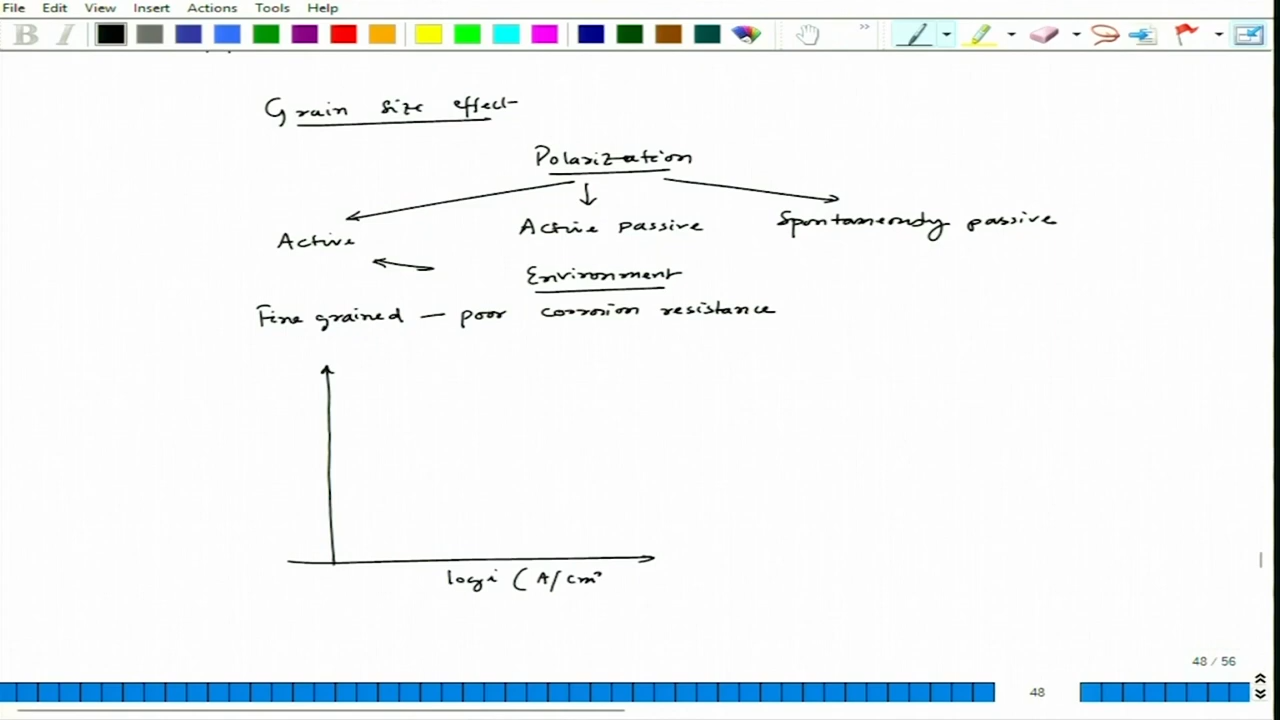 File Edit View Insert Actions Tools Help
B I
Grain size effect
Polarization
Active Active passive Spontaneously passive
Environment
Fine grained — poor corrosion resistance
log i (A/cm²
48 / 56
48